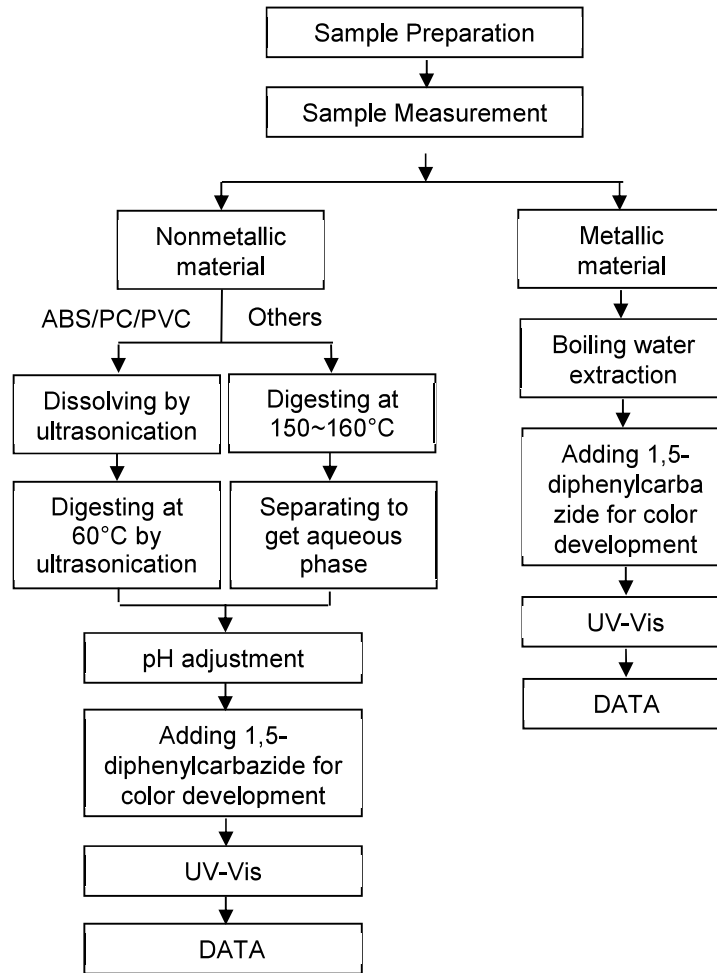 Sample Preparation
Sample Measurement
Nonmetallic
material
ABS/PC/PVC
Others
Dissolving by
ultrasonication
Digesting at
150~160°C
Digesting at
60°C by
ultrasonication
Separating to
get aqueous
phase
pH adjustment
Adding 1,5-
diphenylcarbazide for
color development
UV-Vis
DATA
Metallic
material
Boiling water
extraction
Adding 1,5-
diphenylcarba
zide for color
development
UV-Vis
DATA